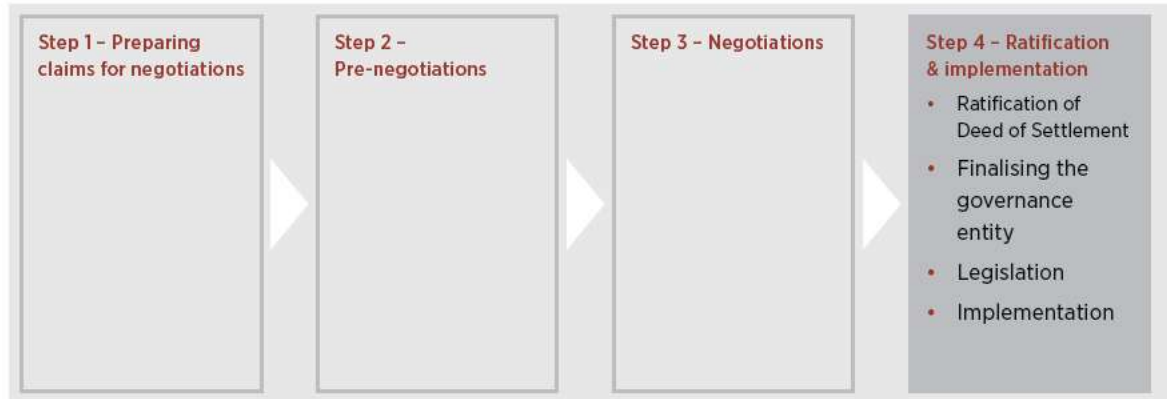 Step 1 – Preparing
claims for negotiations
Step 2 –
Pre-negotiations
Step 3 – Negotiations
Step 4 – Ratification
& implementation
• Ratification of
Deed of Settlement
• Finalising the
governance
entity
• Legislation
• Implementation